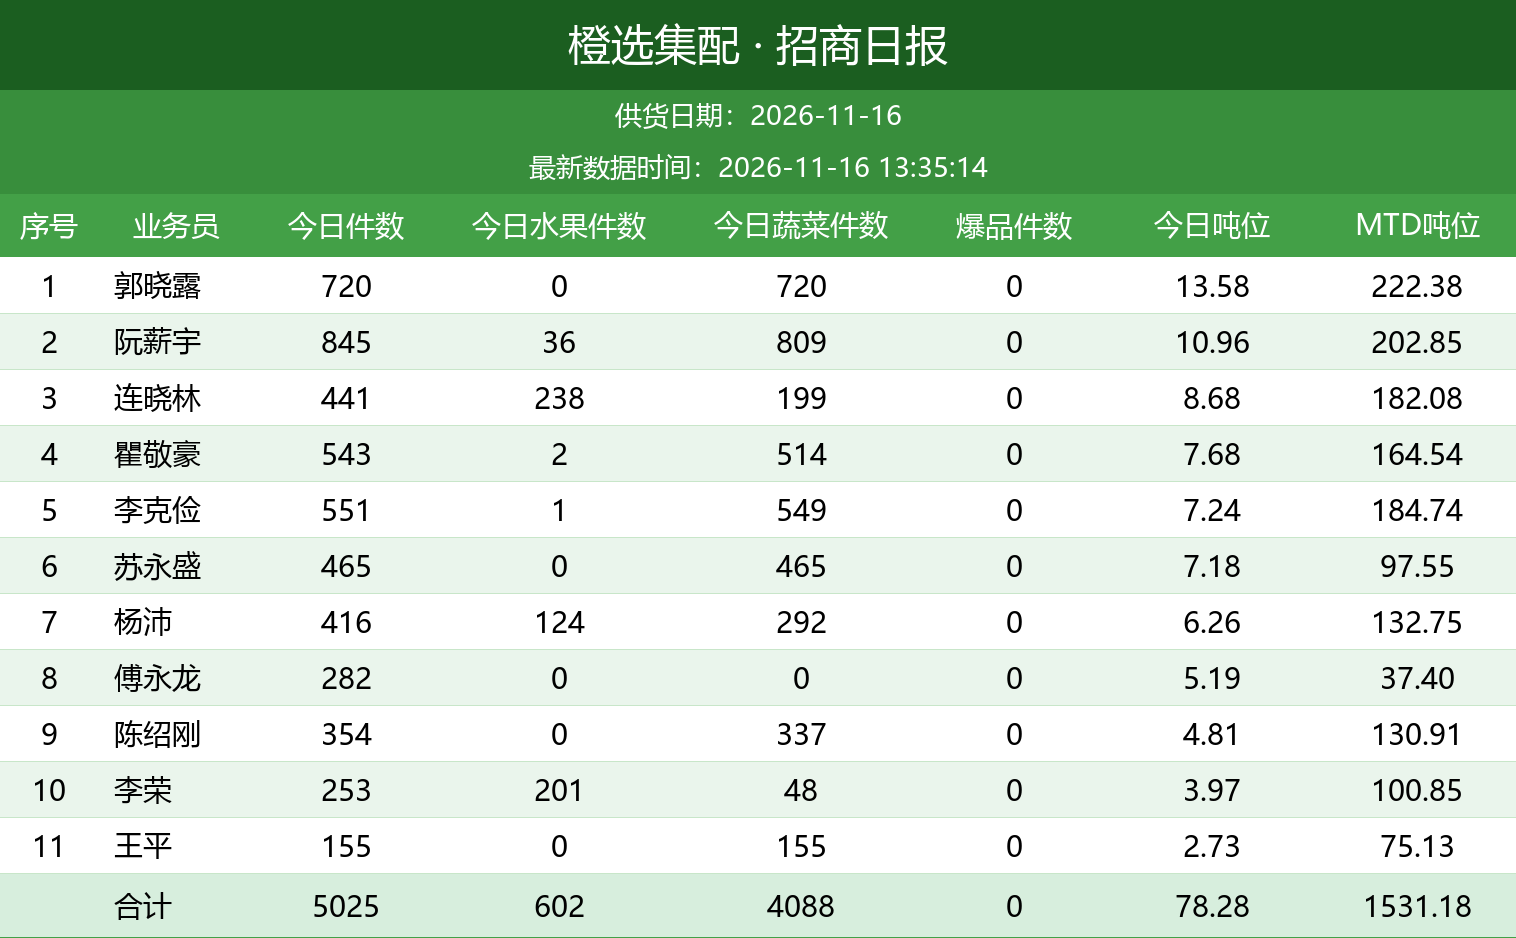 橙选集配 · 招商日报
供货日期：2026-11-16
最新数据时间：2026-11-16 13:35:14
序号 业务员 今日件数 今日水果件数 今日蔬菜件数 爆品件数 今日吨位 MTD吨位
1 郭晓露 720 0 720 0 13.58 222.38
2 阮薪宇 845 36 809 0 10.96 202.85
3 连晓林 441 238 199 0 8.68 182.08
4 瞿敬豪 543 2 514 0 7.68 164.54
5 李克俭 551 1 549 0 7.24 184.74
6 苏永盛 465 0 465 0 7.18 97.55
7 杨沛 416 124 292 0 6.26 132.75
8 傅永龙 282 0 0 0 5.19 37.40
9 陈绍刚 354 0 337 0 4.81 130.91
10 李荣 253 201 48 0 3.97 100.85
11 王平 155 0 155 0 2.73 75.13
合计 5025 602 4088 0 78.28 1531.18